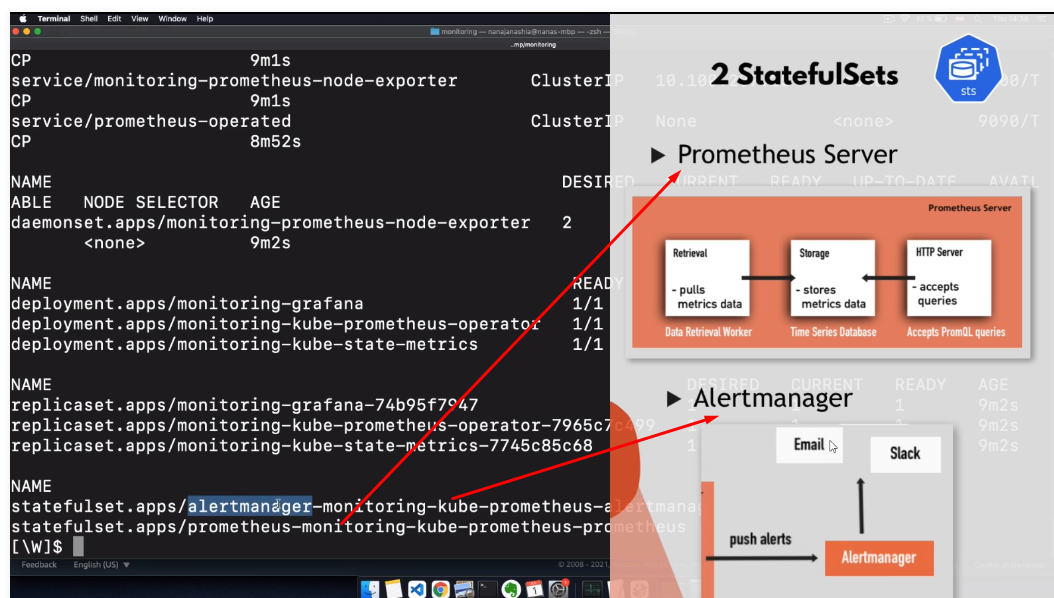 Terminal Shell Edit View Window Help
monitoring — nanajanashia@nanas-mbp — -zsh —
..mp/monitoring
CP 9m1s
service/monitoring-prometheus-node-exporter ClusterIP
CP 9m1s
service/prometheus-operated ClusterIP None <none> 9090/T
CP 8m52s
NAME DESIRED CURRENT READY UP-TO-DATE AVAIL
ABLE NODE SELECTOR AGE
daemonset.apps/monitoring-prometheus-node-exporter 2
<none> 9m2s
NAME READY
deployment.apps/monitoring-grafana 1/1
deployment.apps/monitoring-kube-prometheus-operator 1/1
deployment.apps/monitoring-kube-state-metrics 1/1
NAME DESIRED CURRENT READY AGE
replicaset.apps/monitoring-grafana-74b95f7947 1 9m2s
replicaset.apps/monitoring-kube-prometheus-operator-7965c7c499 9m2s
replicaset.apps/monitoring-kube-state-metrics-7745c85c68 1 9m2s
NAME
statefulset.apps/alertmanager-monitoring-kube-prometheus-alertmanag
statefulset.apps/prometheus-monitoring-kube-prometheus-prometheus
[\W]$
Feedback English (US)
© 2008 - 2021
2 StatefulSets
sts
Prometheus Server
Prometheus Server
Retrieval
- pulls
metrics data
Data Retrieval Worker
Storage
- stores
metrics data
Time Series Database
HTTP Server
- accepts
queries
Accepts PromQL queries
Alertmanager
Email
Slack
push alerts
Alertmanager